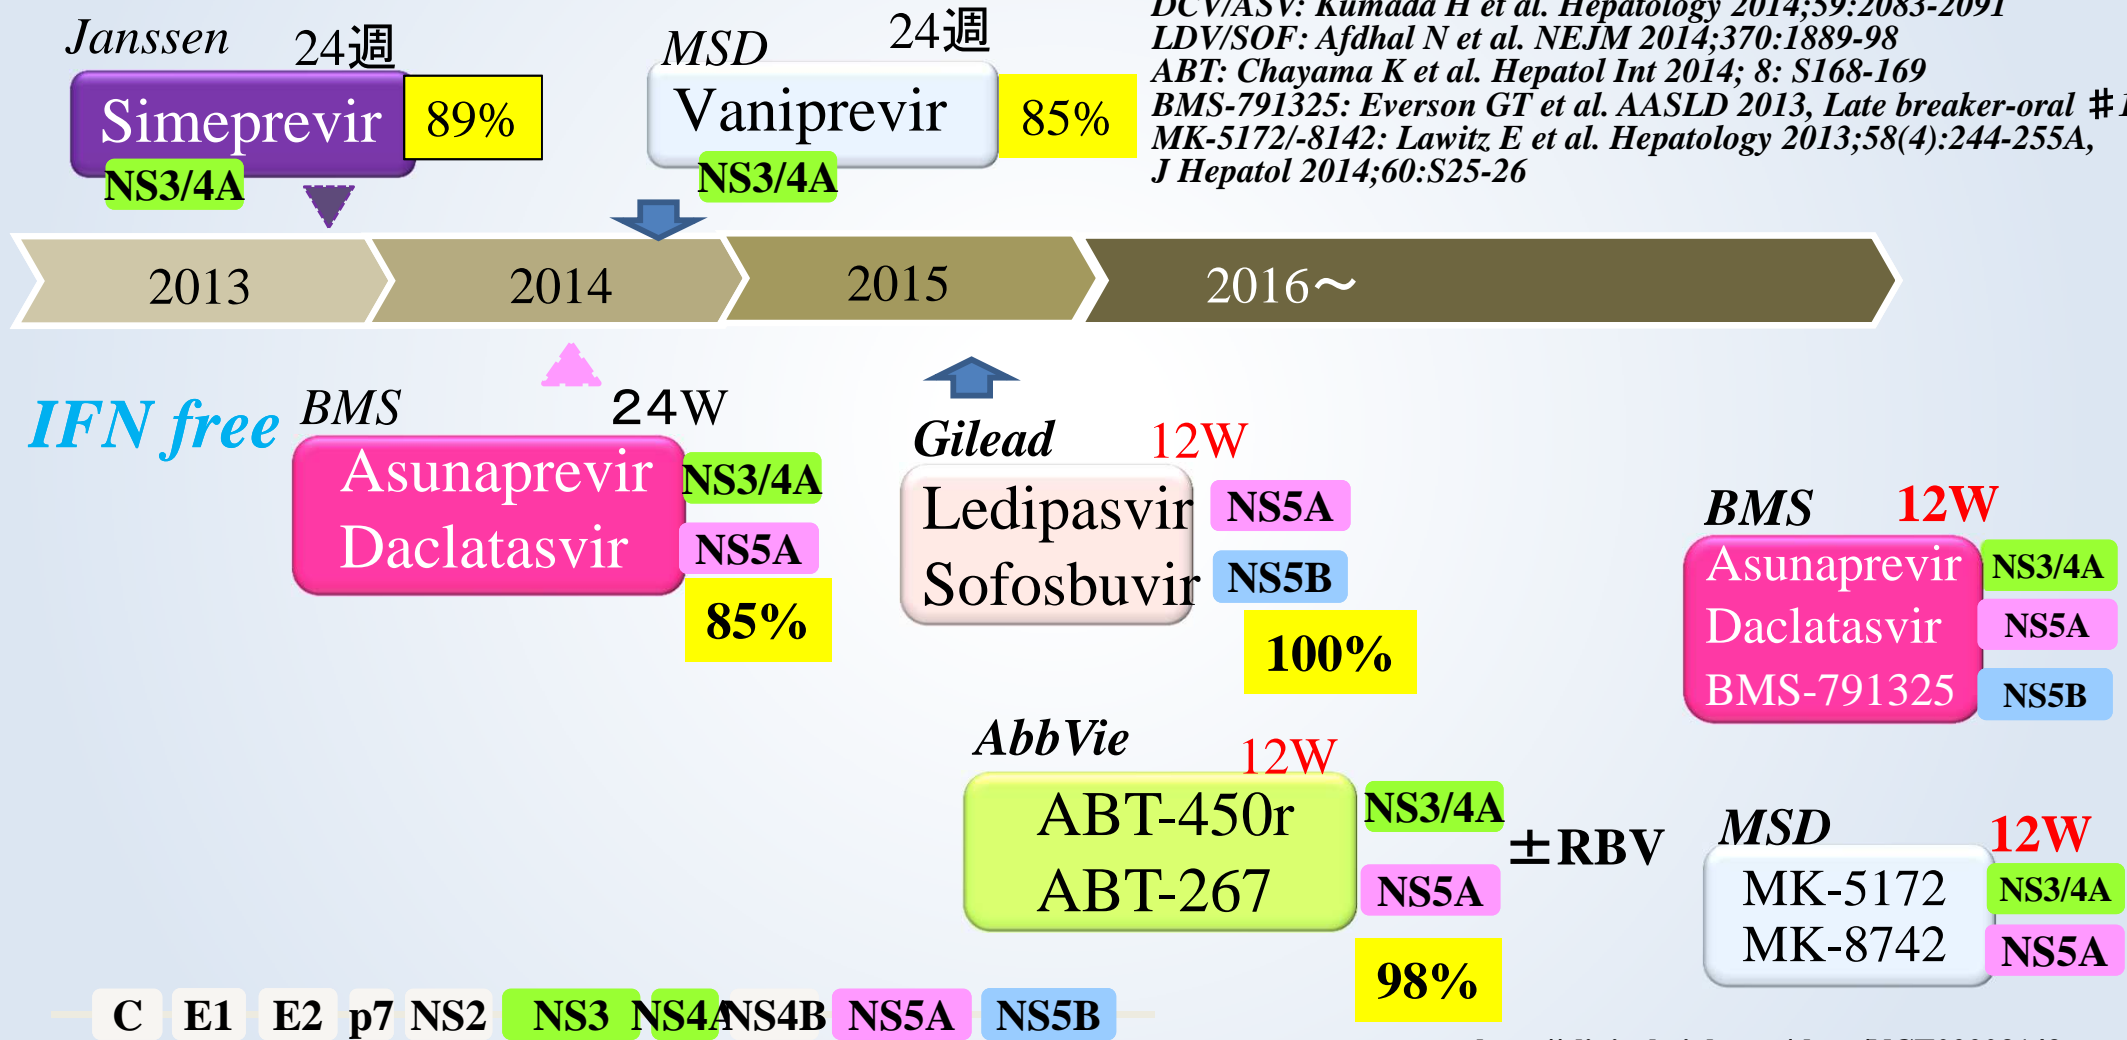 DCV/ASV: Kumada H et al. Hepatology 2014;59:2083-2091
LDV/SOF: Afdhal N et al. NEJM 2014;370:1889-98
ABT: Chayama K et al. Hepatol Int 2014; 8: S168-169
BMS-791325: Everson GT et al. AASLD 2013, Late breaker-oral #
MK-5172/-8142: Lawitz E et al. Hepatology 2013;58(4):244-255A,
J Hepatol 2014;60:S25-26
Janssen 24週
Simeprevir 89%
NS3/4A
MSD 24週
Vaniprevir 85%
NS3/4A
2013 2014 2015 2016～
IFN free
BMS 24W
Asunaprevir NS3/4A
Daclatasvir NS5A
85%
Gilead 12W
Ledipasvir NS5A
Sofosbuvir NS5B
100%
BMS 12W
Asunaprevir NS3/4A
Daclatasvir NS5A
BMS-791325 NS5B
AbbVie 12W
ABT-450r NS3/4A
ABT-267 NS5A
±RBV
98%
MSD 12W
MK-5172 NS3/4A
MK-8742 NS5A
C E1 E2 p7 NS2 NS3 NS4A NS4B NS5A NS5B